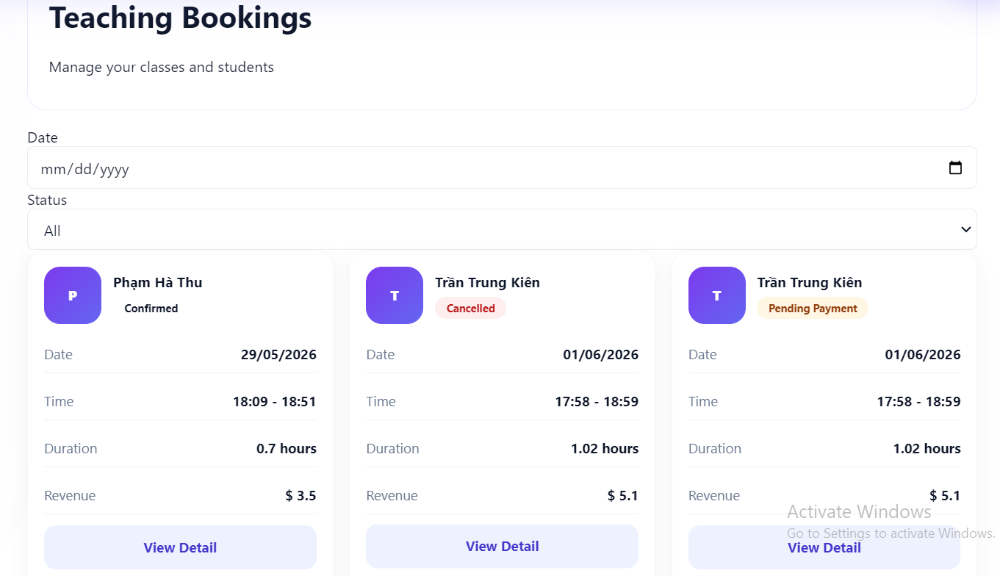 Teaching Bookings
Manage your classes and students
Date
mm/dd/yyyy
Status
All
P
Phạm Hà Thu
Confirmed
Date 29/05/2026
Time 18:09 - 18:51
Duration 0.7 hours
Revenue $ 3.5
View Detail
T
Trần Trung Kiên
Cancelled
Date 01/06/2026
Time 17:58 - 18:59
Duration 1.02 hours
Revenue $ 5.1
View Detail
T
Trần Trung Kiên
Pending Payment
Date 01/06/2026
Time 17:58 - 18:59
Duration 1.02 hours
Revenue $ 5.1
View Detail
Activate Windows
Go to Settings to activate Windows.